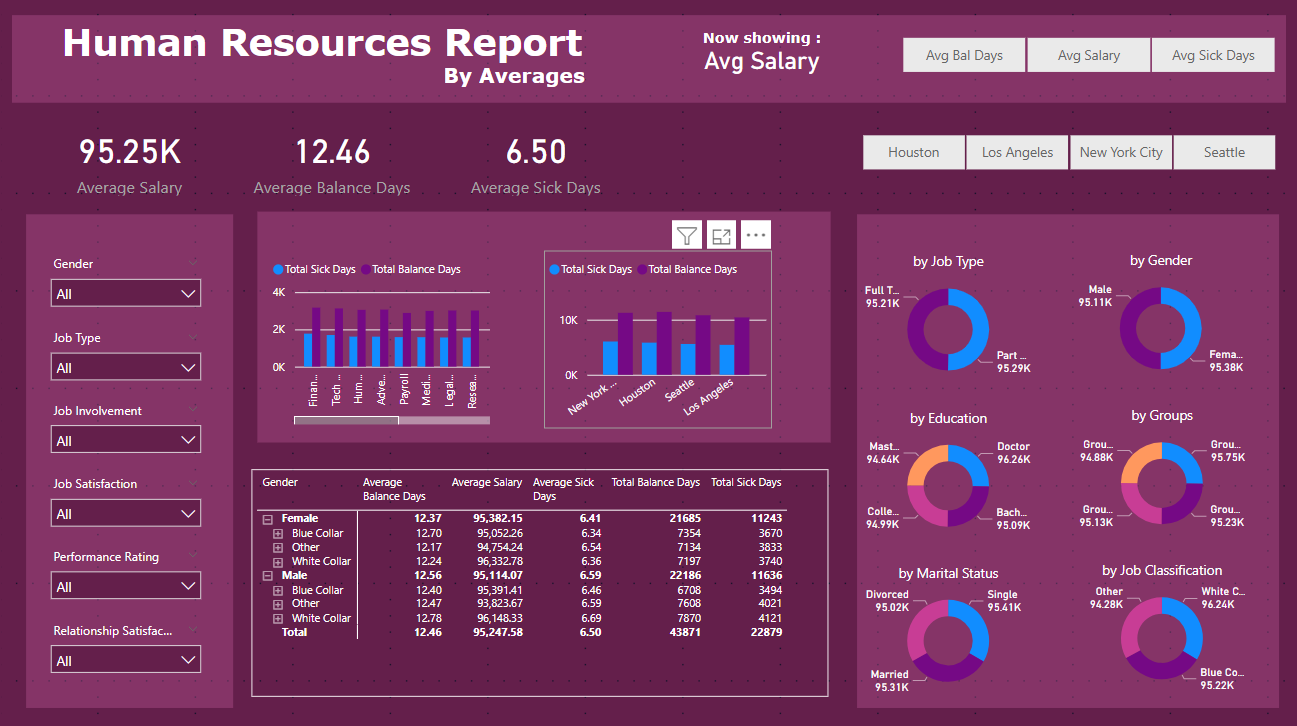 Human Resources Report
By Averages
Now showing :
Avg Salary
Avg Bal Days
Avg Salary
Avg Sick Days
95.25K
Average Salary
12.46
Average Balance Days
6.50
Average Sick Days
Houston
Los Angeles
New York City
Seattle
Gender
All
Job Type
All
Job Involvement
All
Job Satisfaction
All
Performance Rating
All
Relationship Satisfac...
All
Total Sick Days Total Balance Days
4K
2K
0K
Finan...
Tech ...
Hum...
Adve...
Payroll
Medi...
Legal...
Resea...
Total Sick Days Total Balance Days
10K
0K
New York ...
Houston
Seattle
Los Angeles
Gender Average Balance Days Average Salary Average Sick Days Total Balance Days Total Sick Days
Female 12.37 95,382.15 6.41 21685 11243
Blue Collar 12.70 95,052.26 6.34 7354 3670
Other 12.17 94,754.24 6.54 7134 3833
White Collar 12.24 96,332.78 6.36 7197 3740
Male 12.56 95,114.07 6.59 22186 11636
Blue Collar 12.40 95,391.41 6.46 6708 3494
Other 12.47 93,823.67 6.59 7608 4021
White Collar 12.78 96,148.33 6.69 7870 4121
Total 12.46 95,247.58 6.50 43871 22879
by Job Type
Full T...
95.21K
Part ...
95.29K
by Gender
Male
95.11K
Fema...
95.38K
by Education
Mast...
94.64K
Doctor
96.26K
Colle...
94.99K
Bach...
95.09K
by Groups
Grou...
94.88K
Grou...
95.75K
Grou...
95.13K
Grou...
95.23K
by Marital Status
Divorced
95.02K
Single
95.41K
Married
95.31K
by Job Classification
Other
94.28K
White C...
96.24K
Blue Co...
95.22K